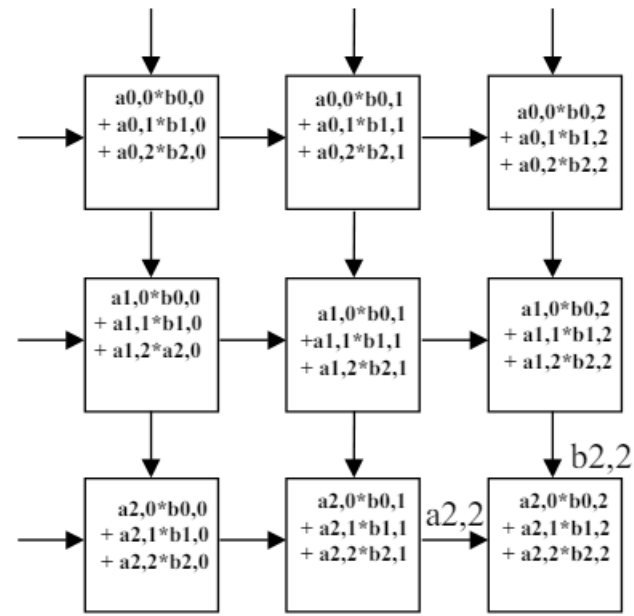 a0,0*b0,0
+ a0,1*b1,0
+ a0,2*b2,0
a0,0*b0,1
+ a0,1*b1,1
+ a0,2*b2,1
a0,0*b0,2
+ a0,1*b1,2
+ a0,2*b2,2
a1,0*b0,0
+ a1,1*b1,0
+ a1,2*a2,0
a1,0*b0,1
+a1,1*b1,1
+ a1,2*b2,1
a1,0*b0,2
+ a1,1*b1,2
+ a1,2*b2,2
b2,2
a2,0*b0,0
+ a2,1*b1,0
+ a2,2*b2,0
a2,0*b0,1
+ a2,1*b1,1
+ a2,2*b2,1
a2,2
a2,0*b0,2
+ a2,1*b1,2
+ a2,2*b2,2